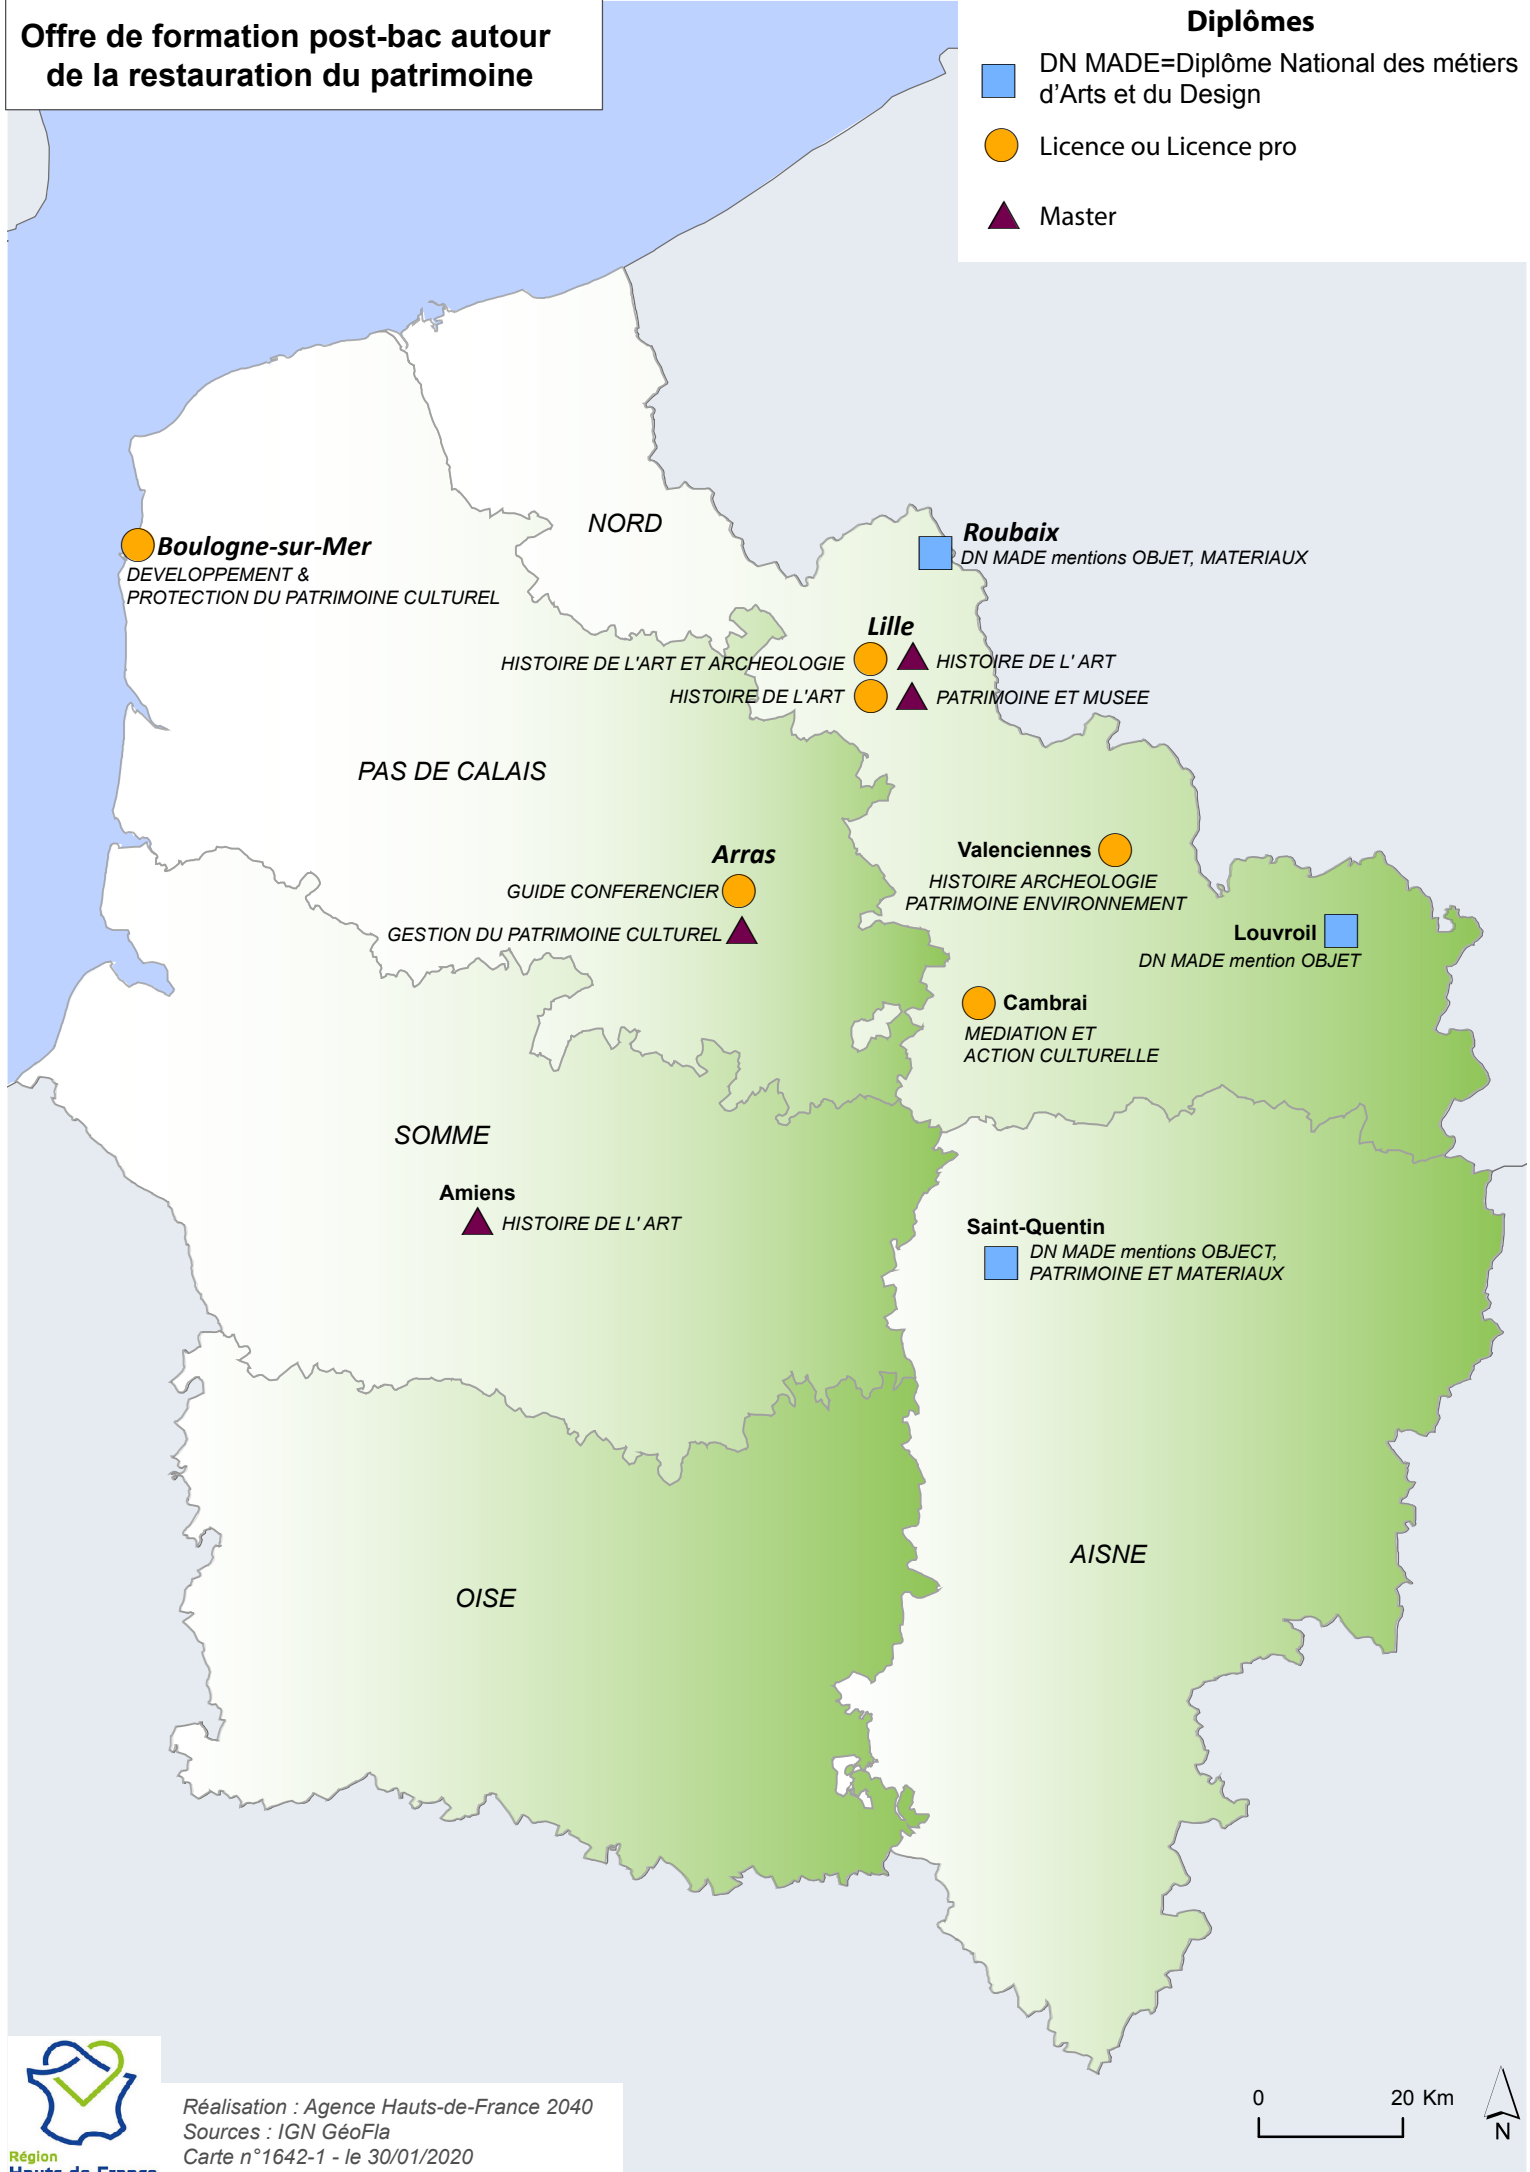 Offre de formation post-bac autour
de la restauration du patrimoine
Diplômes
DN MADE=Diplôme National des métiers
d'Arts et du Design
Licence ou Licence pro
Master
NORD
Roubaix
DN MADE mentions OBJET, MATERIAUX
Boulogne-sur-Mer
DEVELOPPEMENT &
PROTECTION DU PATRIMOINE CULTUREL
Lille
HISTOIRE DE L'ART ET ARCHEOLOGIE
HISTOIRE DE L' ART
HISTOIRE DE L'ART
PATRIMOINE ET MUSEE
PAS DE CALAIS
Arras
GUIDE CONFERENCIER
GESTION DU PATRIMOINE CULTUREL
Valenciennes
HISTOIRE ARCHEOLOGIE
PATRIMOINE ENVIRONNEMENT
Louvroil
DN MADE mention OBJET
Cambrai
MEDIATION ET
ACTION CULTURELLE
SOMME
Amiens
HISTOIRE DE L' ART
Saint-Quentin
DN MADE mentions OBJECT,
PATRIMOINE ET MATERIAUX
AISNE
OISE
Région
Hauts-de-France
Réalisation : Agence Hauts-de-France 2040
Sources : IGN GéoFla
Carte n°1642-1 - le 30/01/2020
0 20 Km
N